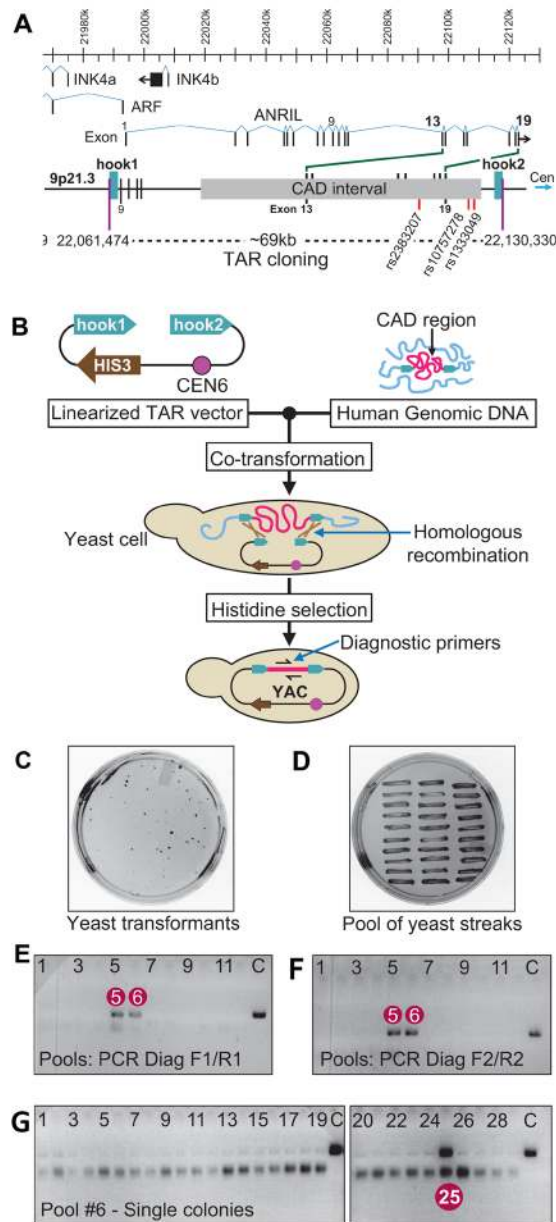 A
21980k
22000k
22020k
22040k
22060k
22080k
22100k
22120k
INK4a
INK4b
ARF
ANRIL
Exon 1 9 13 19
hook1
hook2
9p21.3
CAD interval
Cen
9
Exon 13
19
rs2383207
rs10757278
rs1333049
9 22,061,474 ~69kb 22,130,330
TAR cloning
B
hook1
hook2
HIS3
CEN6
CAD region
Linearized TAR vector
Human Genomic DNA
Co-transformation
Yeast cell
Homologous
recombination
Histidine selection
Diagnostic primers
YAC
C
D
Yeast transformants
Pool of yeast streaks
E
1 3 5 7 9 11 C
5 6
Pools: PCR Diag F1/R1
F
1 3 5 7 9 11 C
5 6
Pools: PCR Diag F2/R2
G
1 3 5 7 9 11 13 15 17 19 C
20 22 24 26 28 C
Pool #6 - Single colonies
25